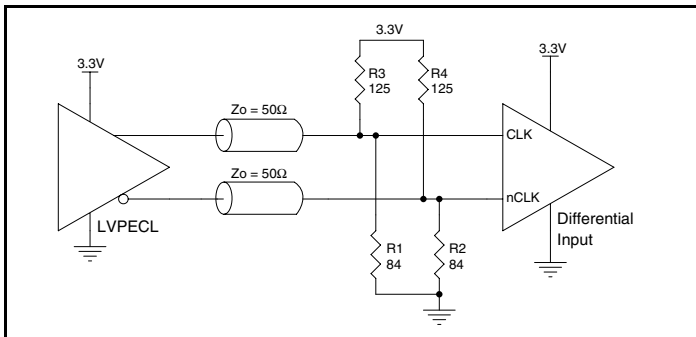 3.3V
3.3V
3.3V
R3
125
R4
125
Zo = 50Ω
CLK
Zo = 50Ω
nCLK
LVPECL
Differential
Input
R1
84
R2
84